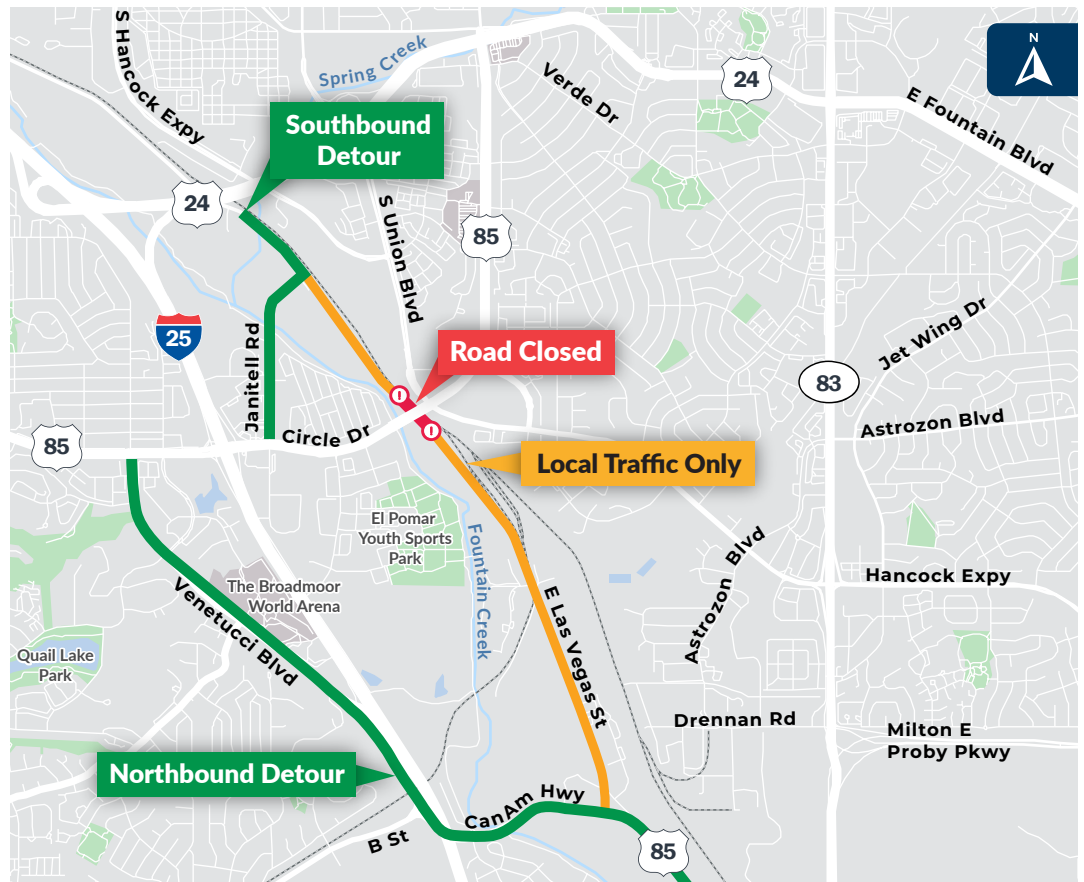 N
S Hancock Expy
Spring Creek
Verde Dr
24
E Fountain Blvd
Southbound
Detour
24
S Union Blvd
85
25
Janitell Rd
Road Closed
Jet Wing Dr
83
85
Circle Dr
Astrozon Blvd
Local Traffic Only
El Pomar
Youth Sports
Park
Fountain Creek
Astrozon Blvd
Hancock Expy
The Broadmoor
World Arena
Venetucci Blvd
E Las Vegas St
Quail Lake
Park
Drennan Rd
Milton E
Proby Pkwy
Northbound Detour
CanAm Hwy
B St
85